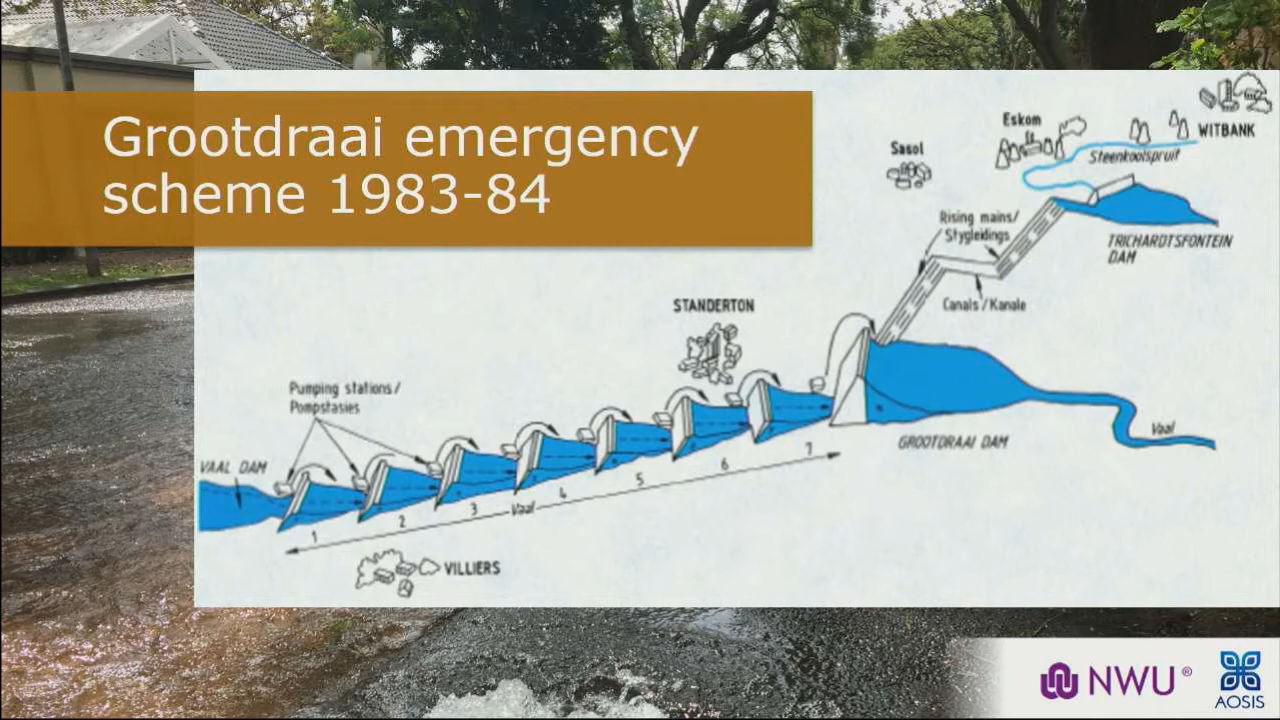 Grootdraai emergency
scheme 1983-84
Eskom
WITBANK
Sasol
Steenkoolspruit
Rising mains/
Stygleidings
TRICHARDTSFONTEIN
DAM
Canals/Kanale
STANDERTON
Pumping stations/
Pompstasies
VAAL DAM
GROOTDRAAI DAM
Vaal
1
2
3
Vaal
4
5
6
7
VILLIERS
NWU®
AOSIS